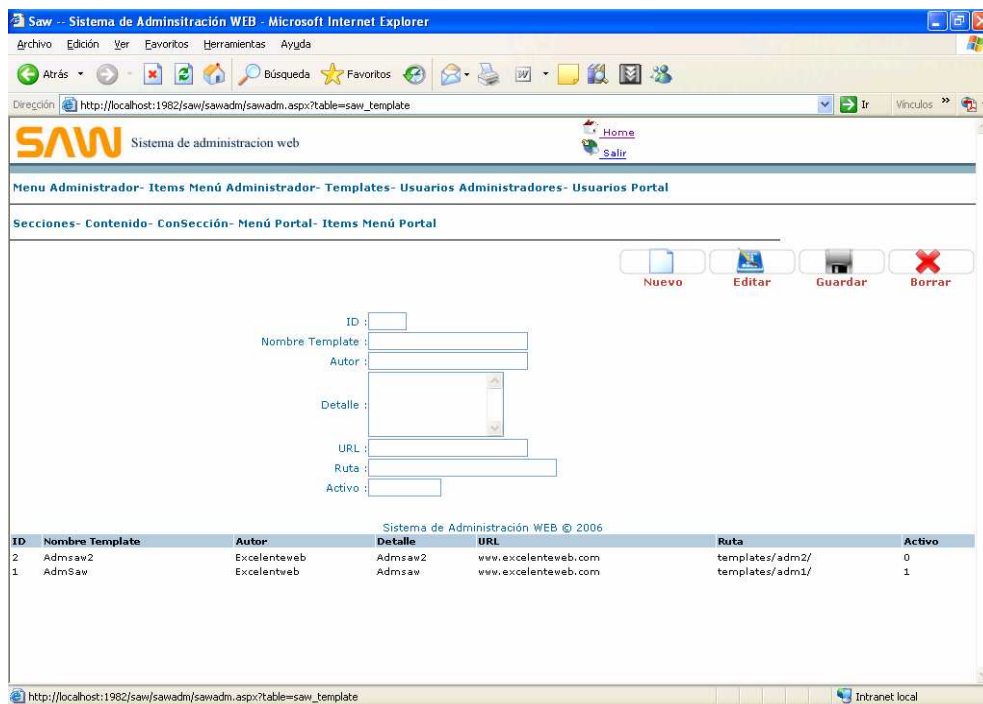 Saw -- Sistema de Adminsitración WEB - Microsoft Internet Explorer
Archivo Edición Ver Favoritos Herramientas Ayuda
Atrás Búsqueda Favoritos
Dirección http://localhost:1982/saw/sawadm/sawadm.aspx?table=saw_template Ir Vínculos »
SAW Sistema de administracion web
Home
Salir
Menu Administrador- Items Menú Administrador- Templates- Usuarios Administradores- Usuarios Portal
Secciones- Contenido- ConSección- Menú Portal- Items Menú Portal
Nuevo Editar Guardar Borrar
ID :
Nombre Template :
Autor :
Detalle :
URL :
Ruta :
Activo :
Sistema de Administración WEB © 2006
ID Nombre Template Autor Detalle URL Ruta Activo
2 Admsaw2 Excelenteweb Admsaw2 www.excelenteweb.com templates/adm2/ 0
1 AdmSaw Excelentweb Admsaw www.excelenteweb.com templates/adm1/ 1
http://localhost:1982/saw/sawadm/sawadm.aspx?table=saw_template Intranet local